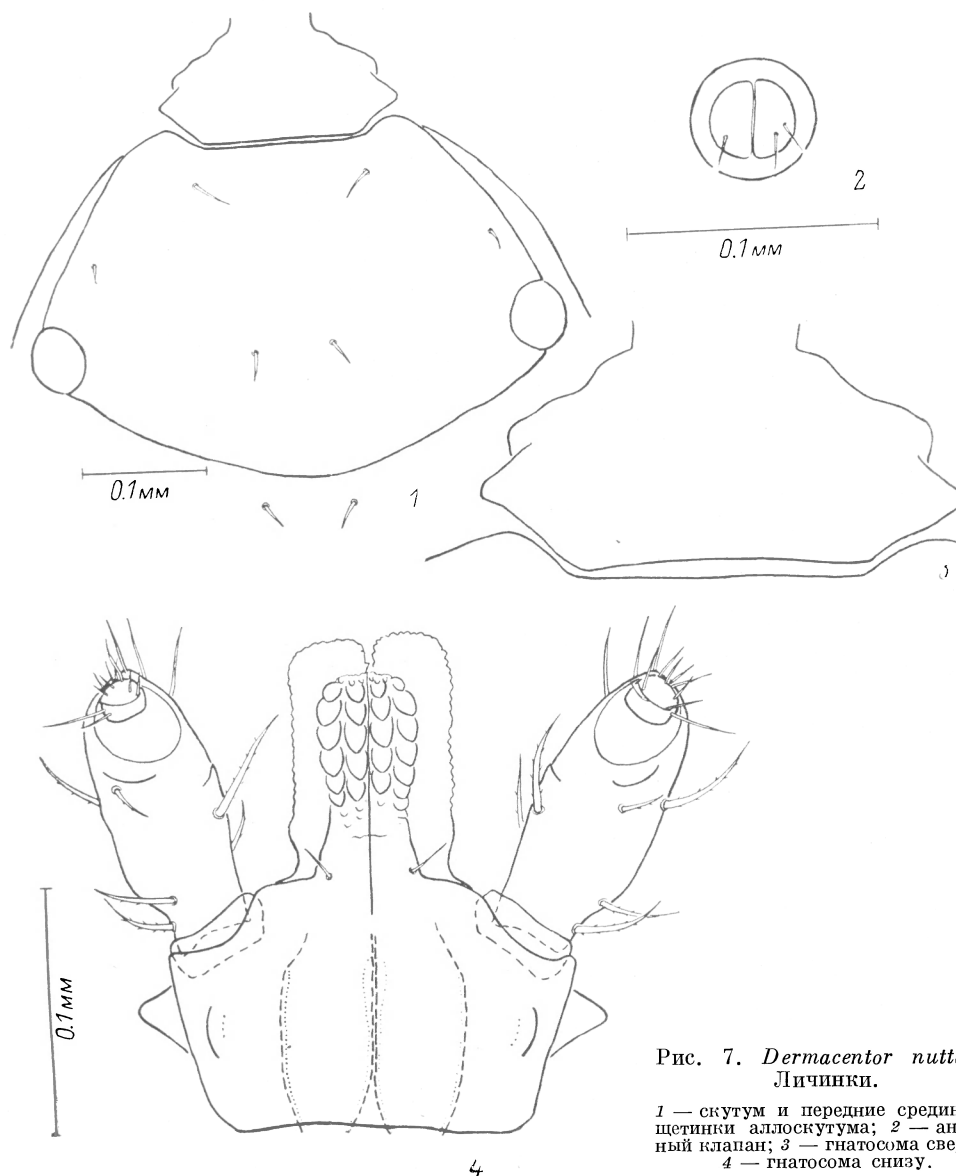 2
0.1мм
0.1мм
1
0.1мм
4
Рис. 7. Dermacentor nutt
Личинки.
1 — скутум и передние средин
щетинки аллоскутума; 2 — ан
ный клапан; 3 — гнатосома све
4 — гнатосома снизу.